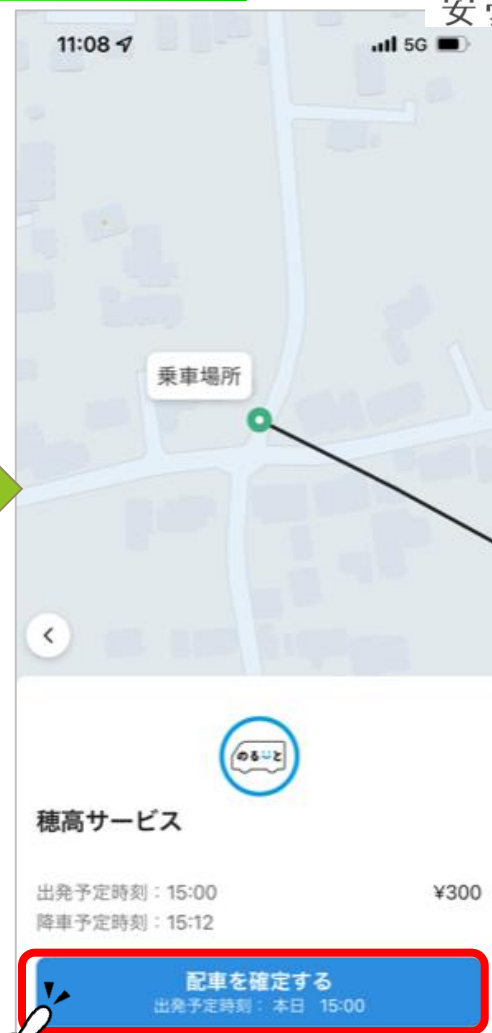 安
11:08
5G
乗車場所
のるーと
穂高サービス
出発予定時刻：15:00 ¥300
降車予定時刻：15:12
配車を確定する
出発予定時刻： 本日 15:00